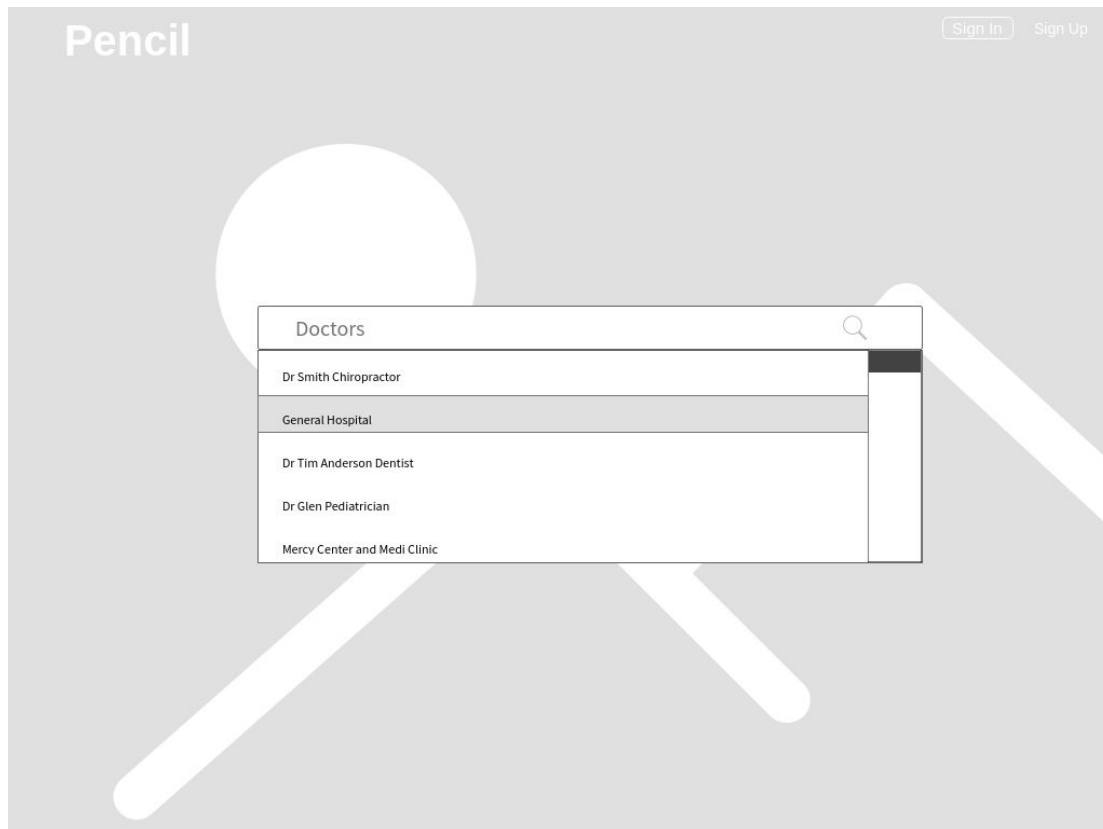 Pencil
Sign In
Sign Up
Doctors
Dr Smith Chiropractor
General Hospital
Dr Tim Anderson Dentist
Dr Glen Pediatrician
Mercy Center and Medi Clinic